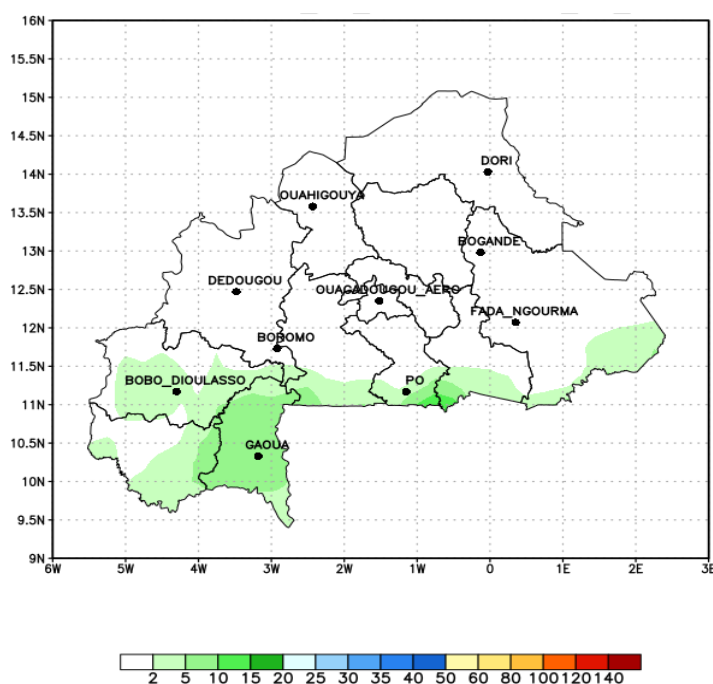 16N
15.5N
15N
14.5N
14N
13.5N
13N
12.5N
12N
11.5N
11N
10.5N
10N
9.5N
9N
DORI
OUAHIGOUYA
BOGANDE
DEDOUGOU
OUAGADOUGOU_AERO
FADA_NGOURMA
BOROMO
BOBO_DIOULASSO
PO
GAOUA
6W 5W 4W 3W 2W 1W 0 1E 2E 3E
2 5 10 15 20 25 30 35 40 50 60 80 100 120 140